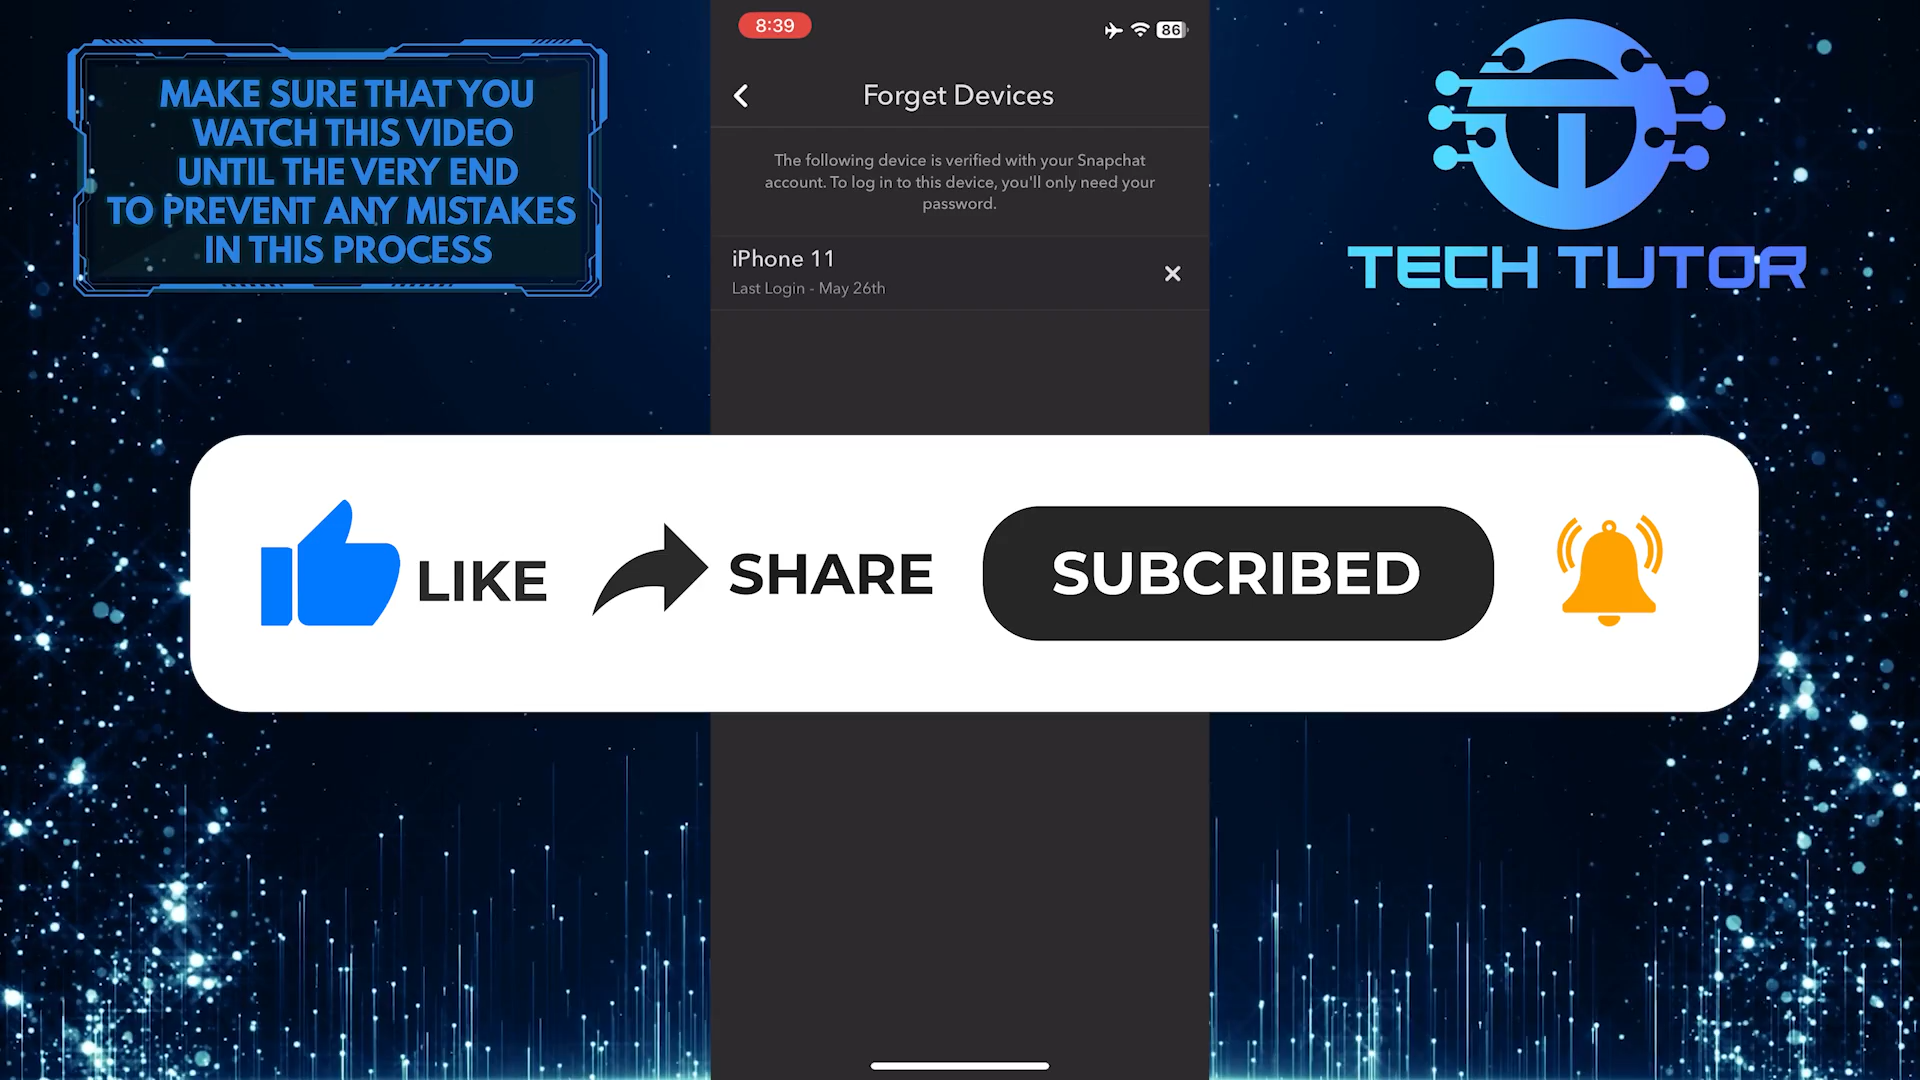 MAKE SURE THAT YOU
WATCH THIS VIDEO
UNTIL THE VERY END
TO PREVENT ANY MISTAKES
IN THIS PROCESS
8:39
86
Forget Devices
The following device is verified with your Snapchat
account. To log in to this device, you'll only need your
password.
iPhone 11
Last Login - May 26th
TECH TUTOR
LIKE
SHARE
SUBCRIBED